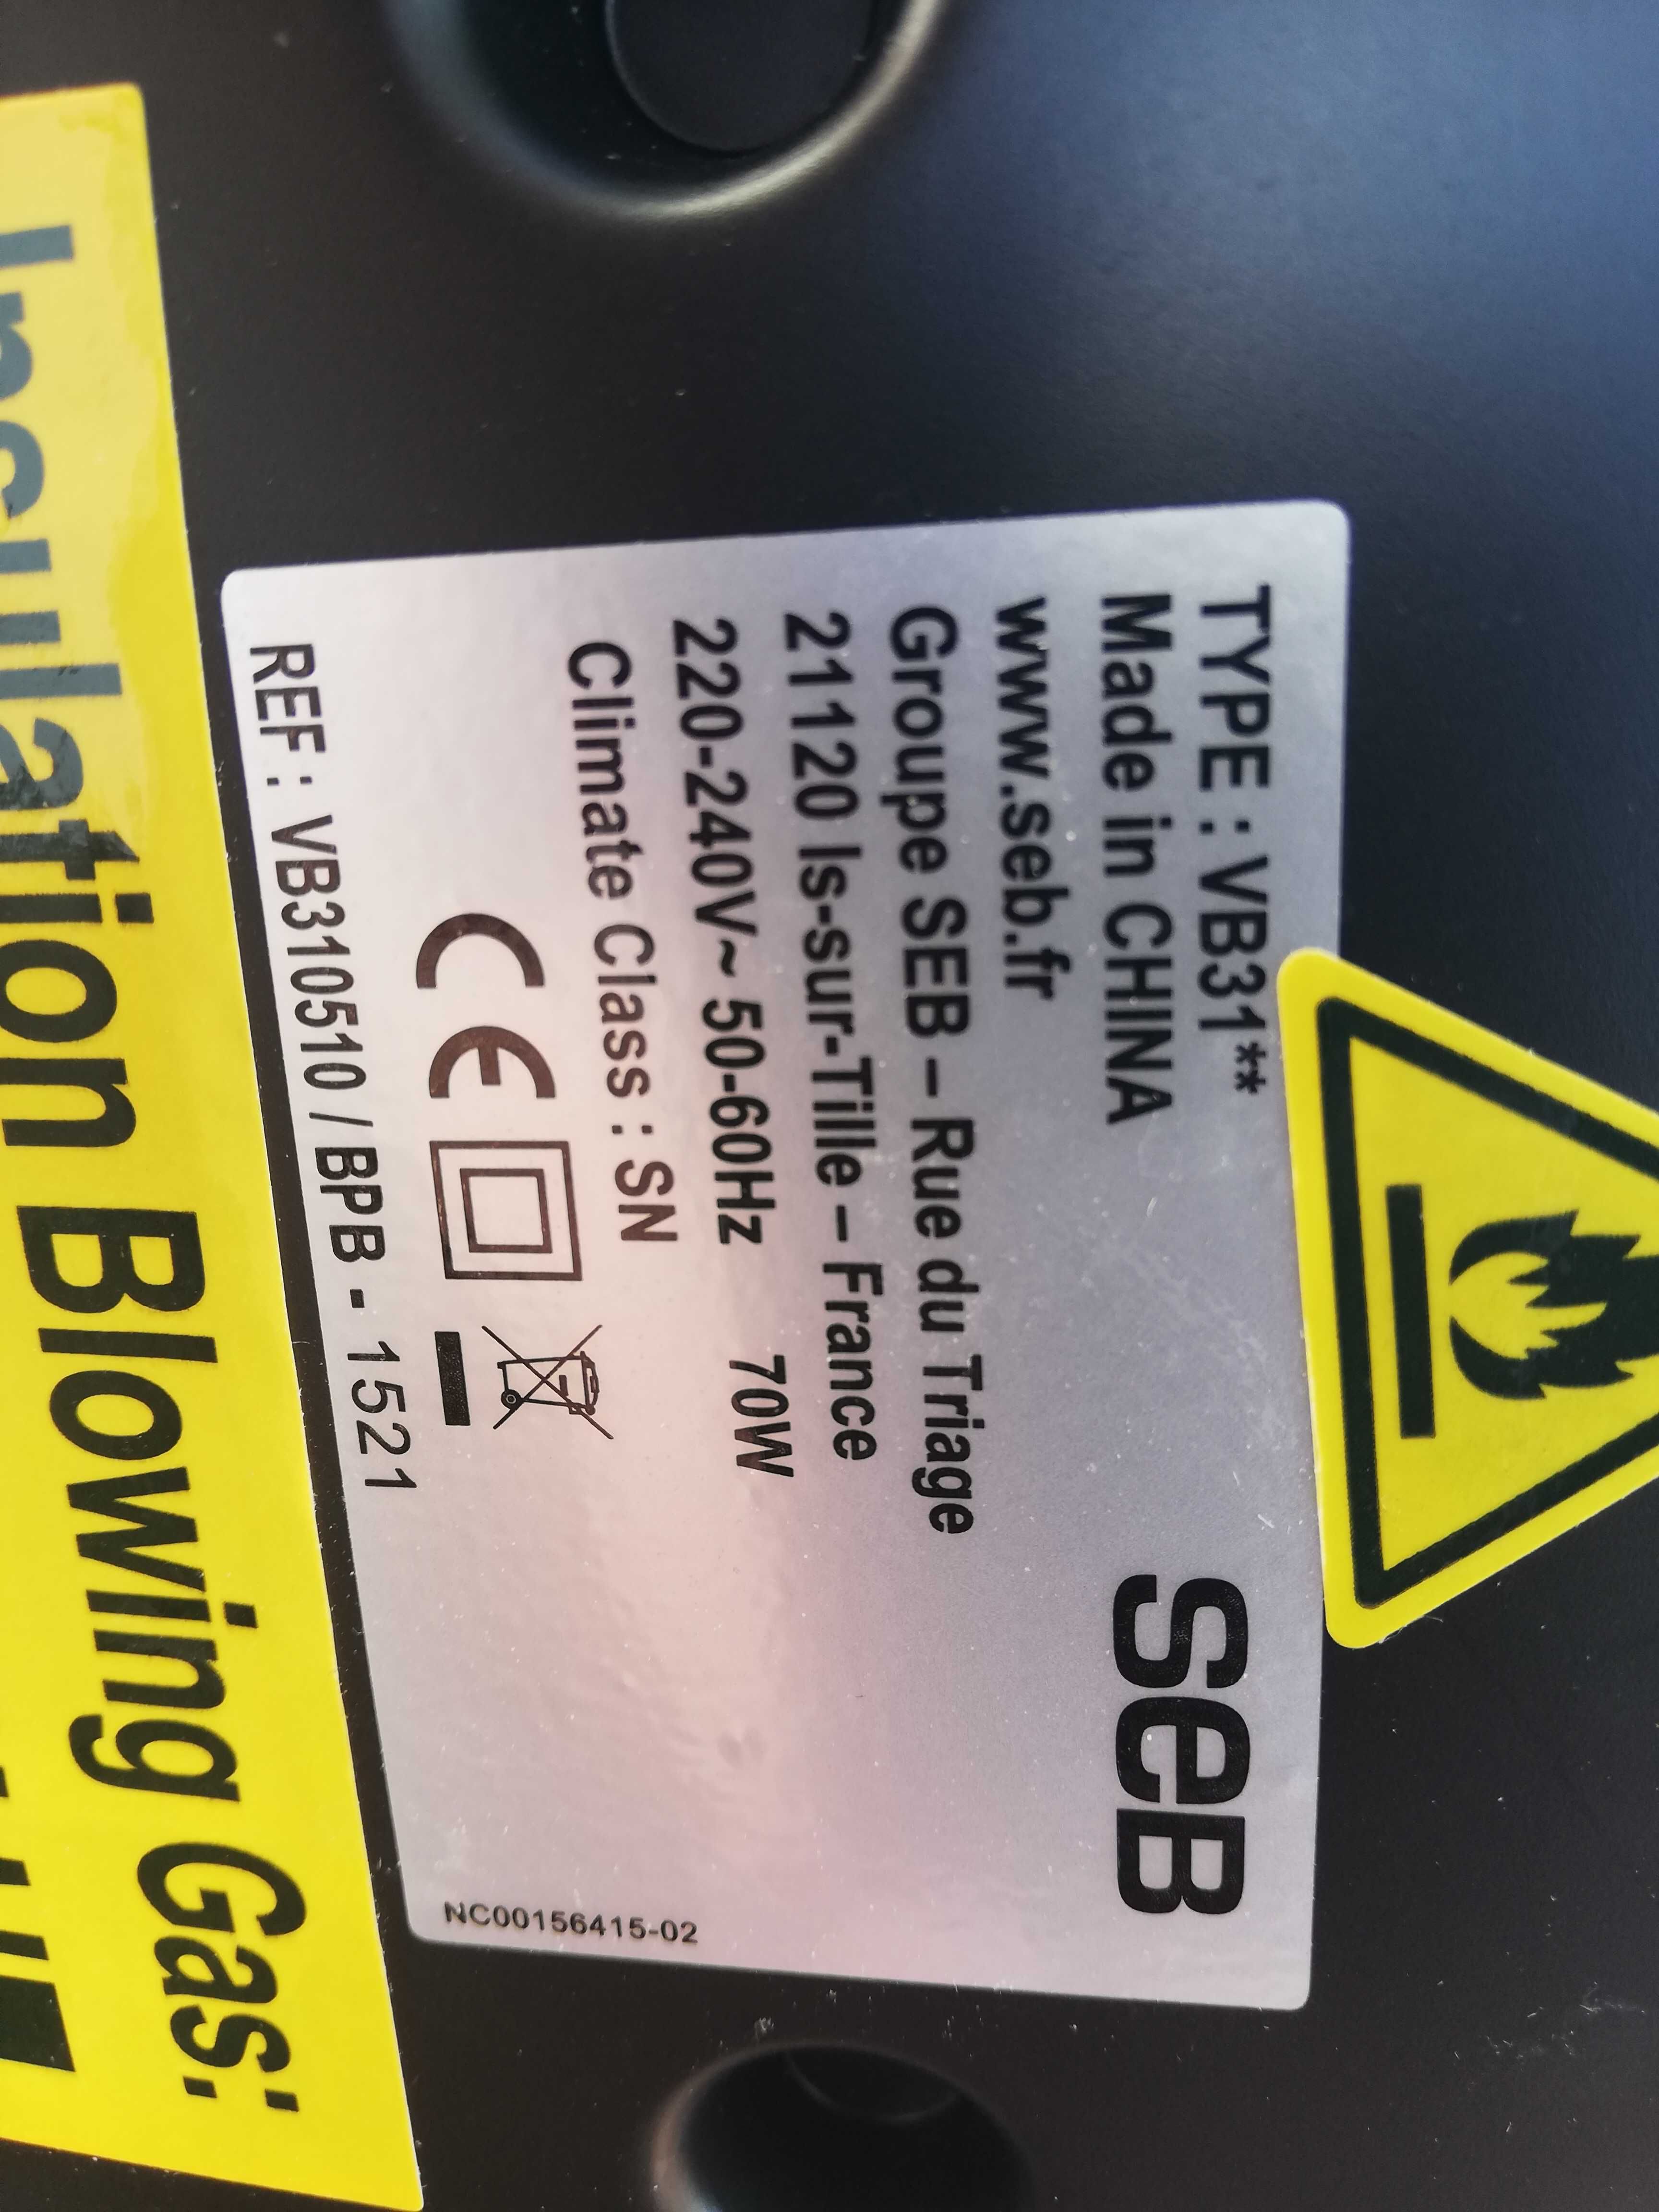 TYPE : VB31**
Made in CHINA
SEB
www.seb.fr
Groupe SEB – Rue du Triage
21120 Is-sur-Tille – France
220-240V~ 50-60Hz 70W
Climate Class : SN
CE
REF : VB310510 / BPB - 1521
NC00156415-02
Insulation Blowing Gas: